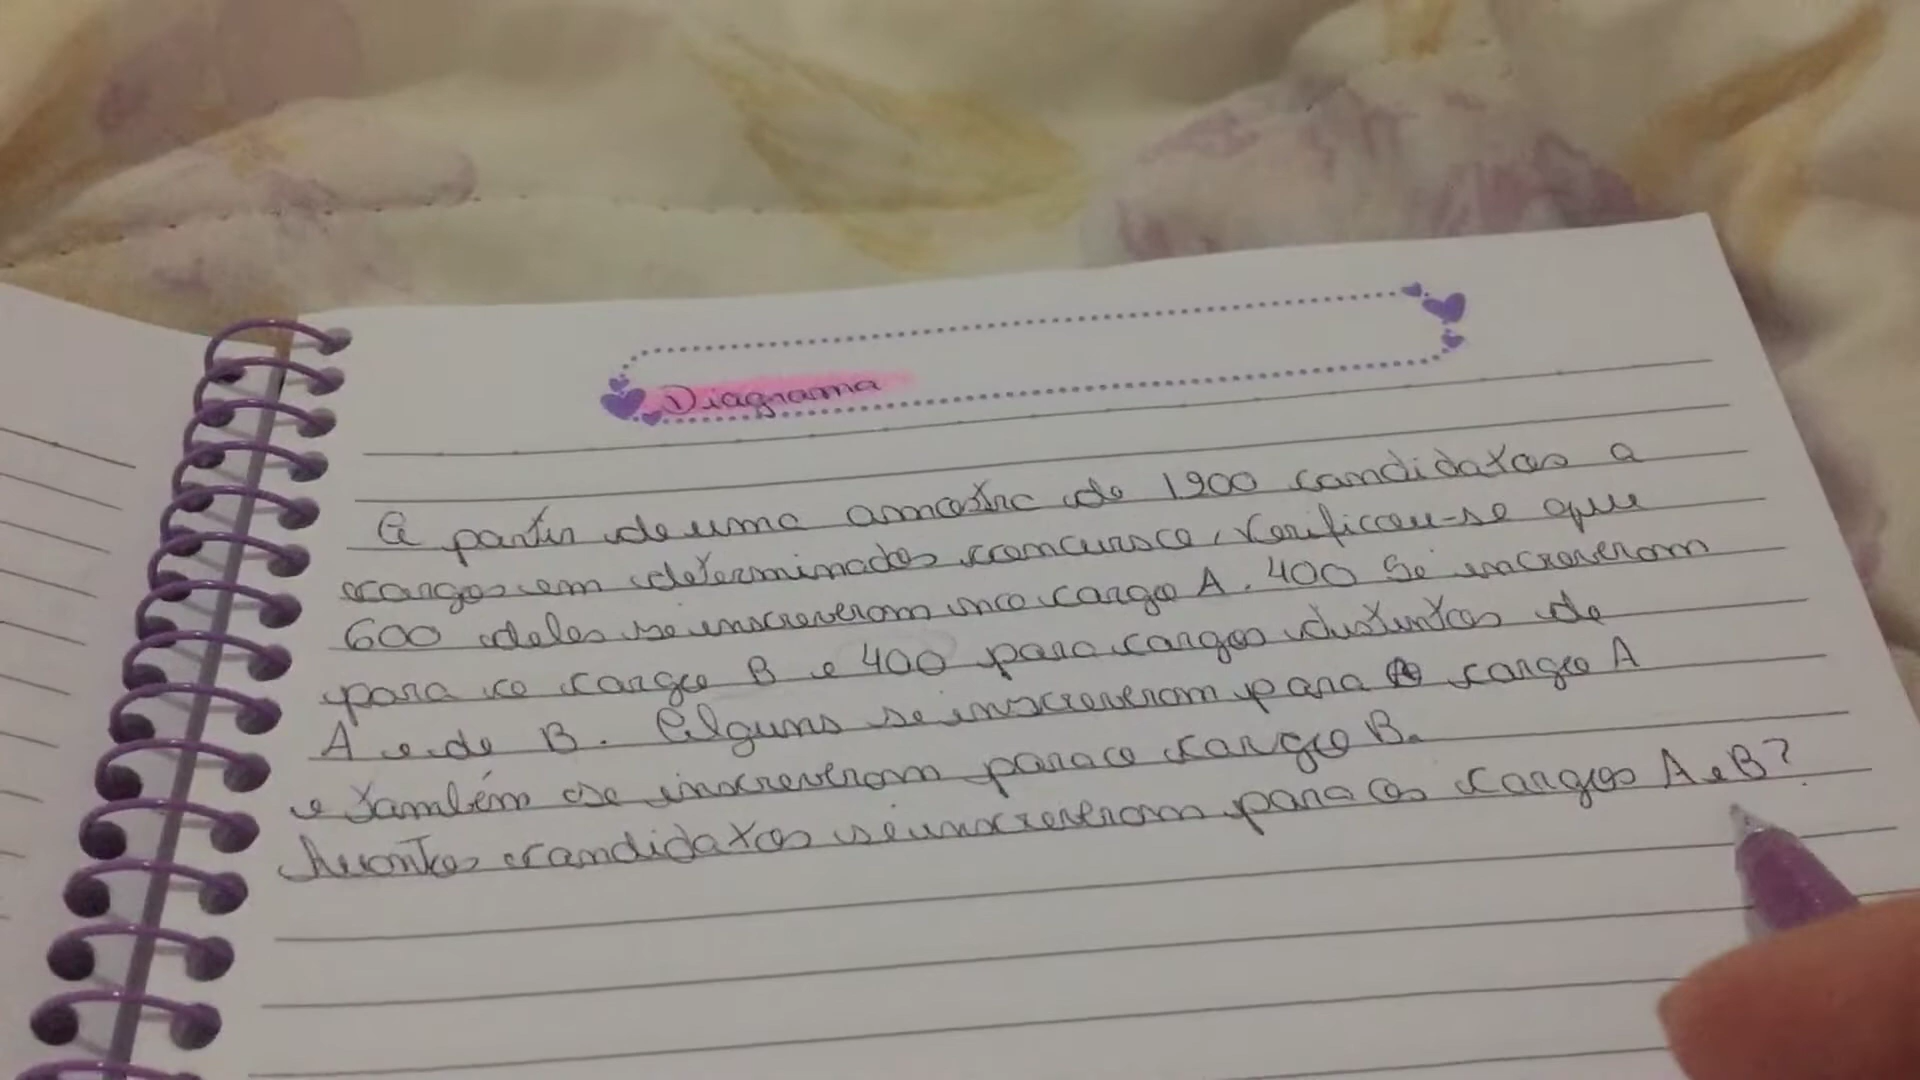 Diagrama
A partir de uma amostra de 1900 candidatos a
cargos em determinados concurso, verificou-se que
600 deles se inscreveram no cargo A. 400 se increverom
para o cargo B e 400 para cargos distintos de
A e de B. Alguns se inscreveram para o cargo A
e também se inscreveram para o cargo B.
Quantos candidatos se inscreveram para os cargos A e B?